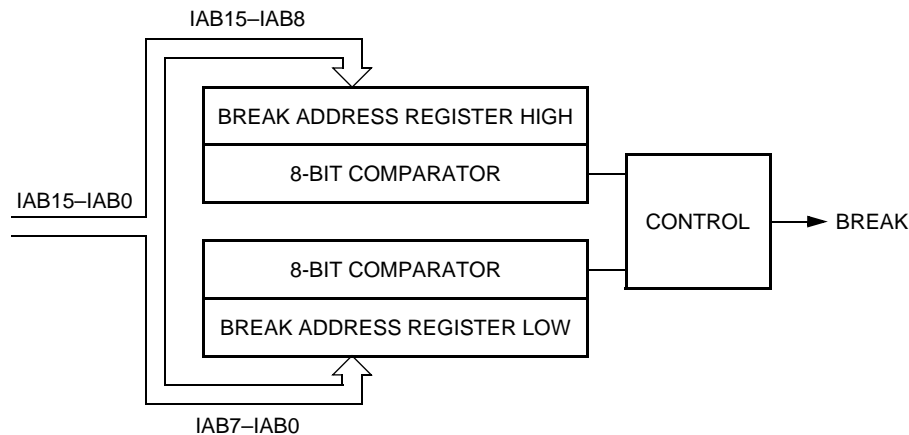 IAB15–IAB8
BREAK ADDRESS REGISTER HIGH
8-BIT COMPARATOR
IAB15–IAB0
CONTROL
BREAK
8-BIT COMPARATOR
BREAK ADDRESS REGISTER LOW
IAB7–IAB0